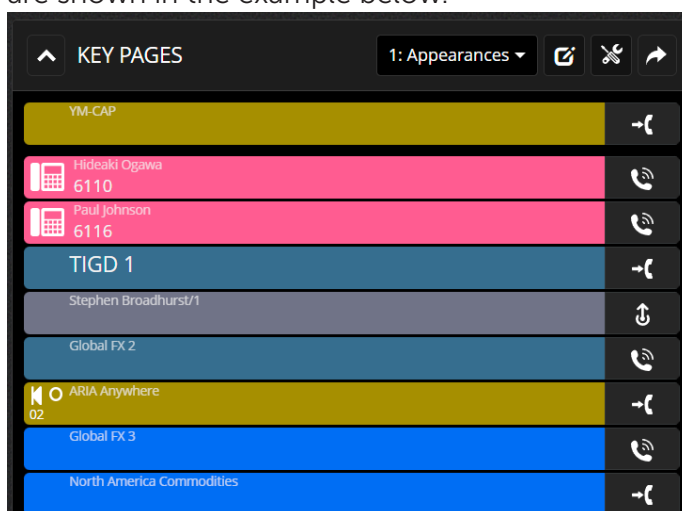 are shown in the example below.
KEY PAGES
1: Appearances
YM-CAP
Hideaki Ogawa
6110
Paul Johnson
6116
TIGD 1
Stephen Broadhurst/1
Global FX 2
ARIA Anywhere
02
Global FX 3
North America Commodities